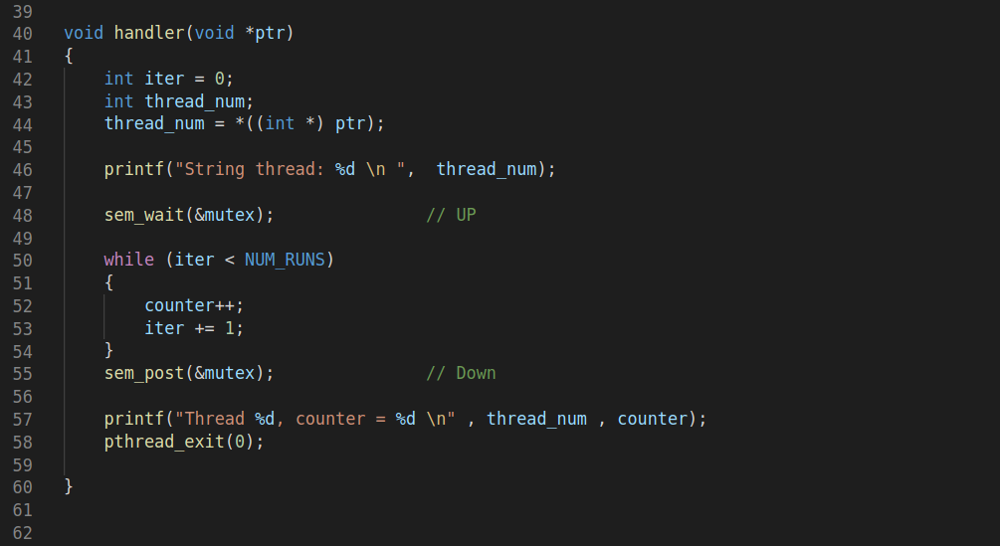 39
40 void handler(void *ptr)
41 {
42 int iter = 0;
43 int thread_num;
44 thread_num = *((int *) ptr);
45
46 printf("String thread: %d \n ",  thread_num);
47
48 sem_wait(&mutex); // UP
49
50 while (iter < NUM_RUNS)
51 {
52 counter++;
53 iter += 1;
54 }
55 sem_post(&mutex); // Down
56
57 printf("Thread %d, counter = %d \n" , thread_num , counter);
58 pthread_exit(0);
59
60 }
61
62